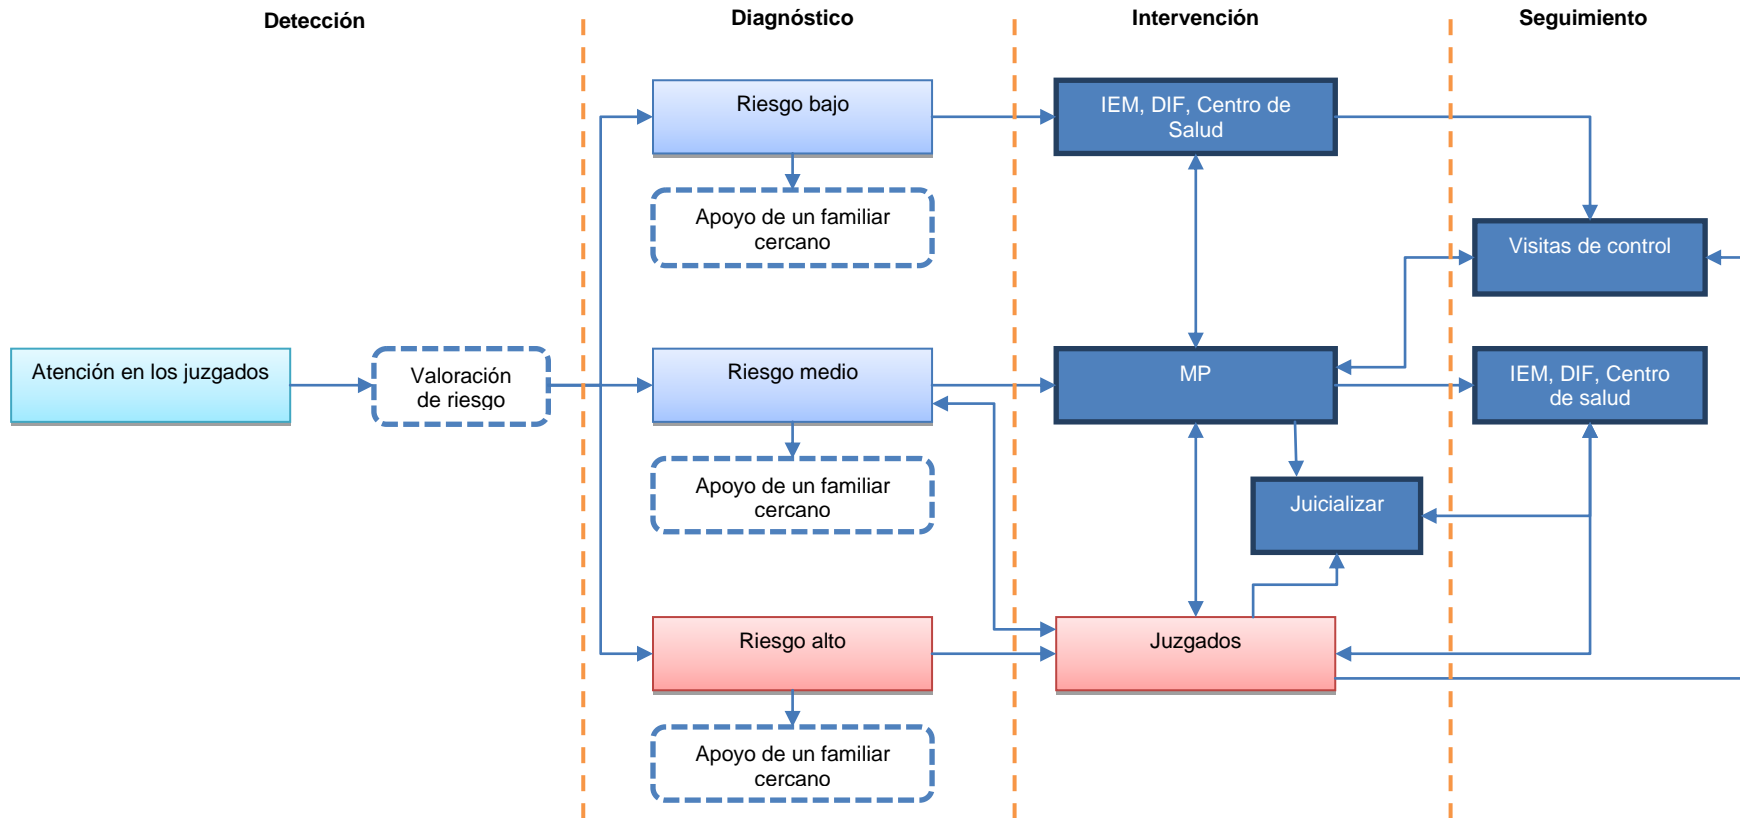 Detección
Diagnóstico
Intervención
Seguimiento
Riesgo bajo
IEM, DIF, Centro de
Salud
Apoyo de un familiar
cercano
Visitas de control
Atención en los juzgados
Valoración
de riesgo
Riesgo medio
MP
IEM, DIF, Centro
de salud
Apoyo de un familiar
cercano
Juicializar
Riesgo alto
Juzgados
Apoyo de un familiar
cercano